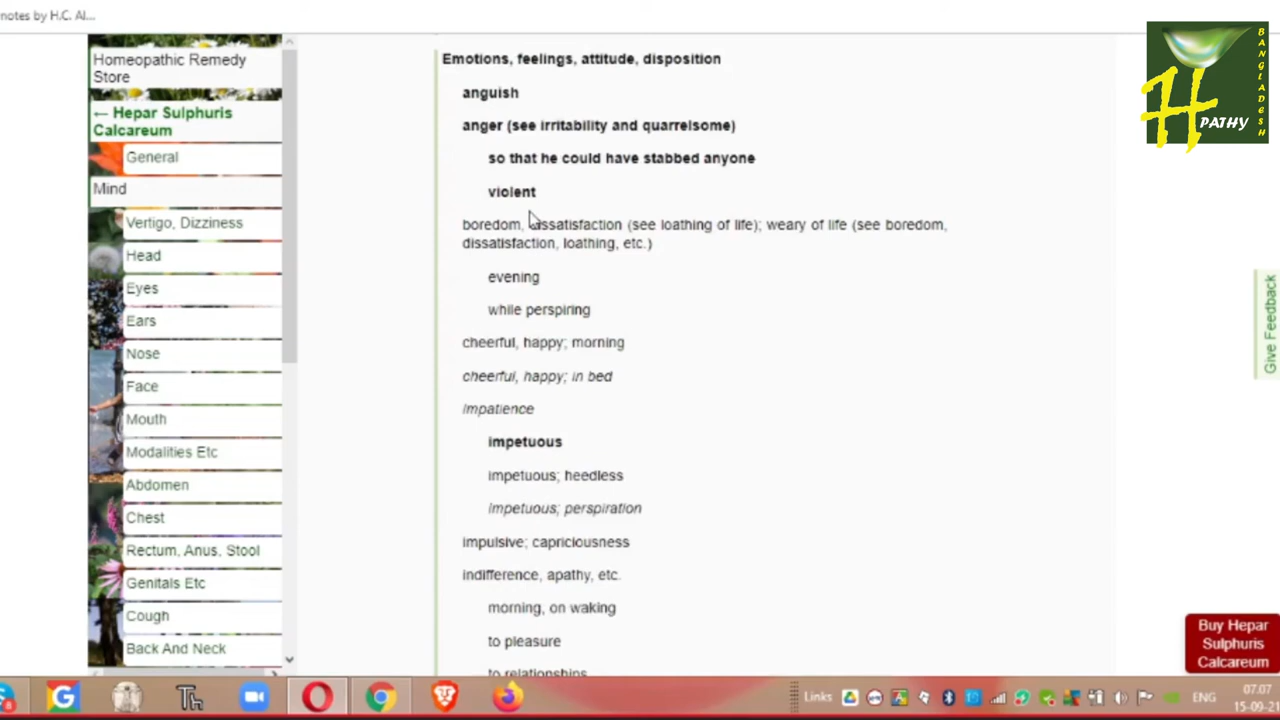 notes by H.C. Al...
Homeopathic Remedy
Store
← Hepar Sulphuris
Calcareum
General
Mind
Vertigo, Dizziness
Head
Eyes
Ears
Nose
Face
Mouth
Modalities Etc
Abdomen
Chest
Rectum, Anus, Stool
Genitals Etc
Cough
Back And Neck
Emotions, feelings, attitude, disposition
anguish
anger (see irritability and quarrelsome)
so that he could have stabbed anyone
violent
boredom, dissatisfaction (see loathing of life); weary of life (see boredom,
dissatisfaction, loathing, etc.)
evening
while perspiring
cheerful, happy; morning
cheerful, happy; in bed
impatience
impetuous
impetuous; heedless
impetuous; perspiration
impulsive; capriciousness
indifference, apathy, etc.
morning, on waking
to pleasure
to relationships
H PATHY
BANGLADESH
Give Feedback
Buy Hepar
Sulphuris
Calcareum
Links
ENG
07.07
15-09-21